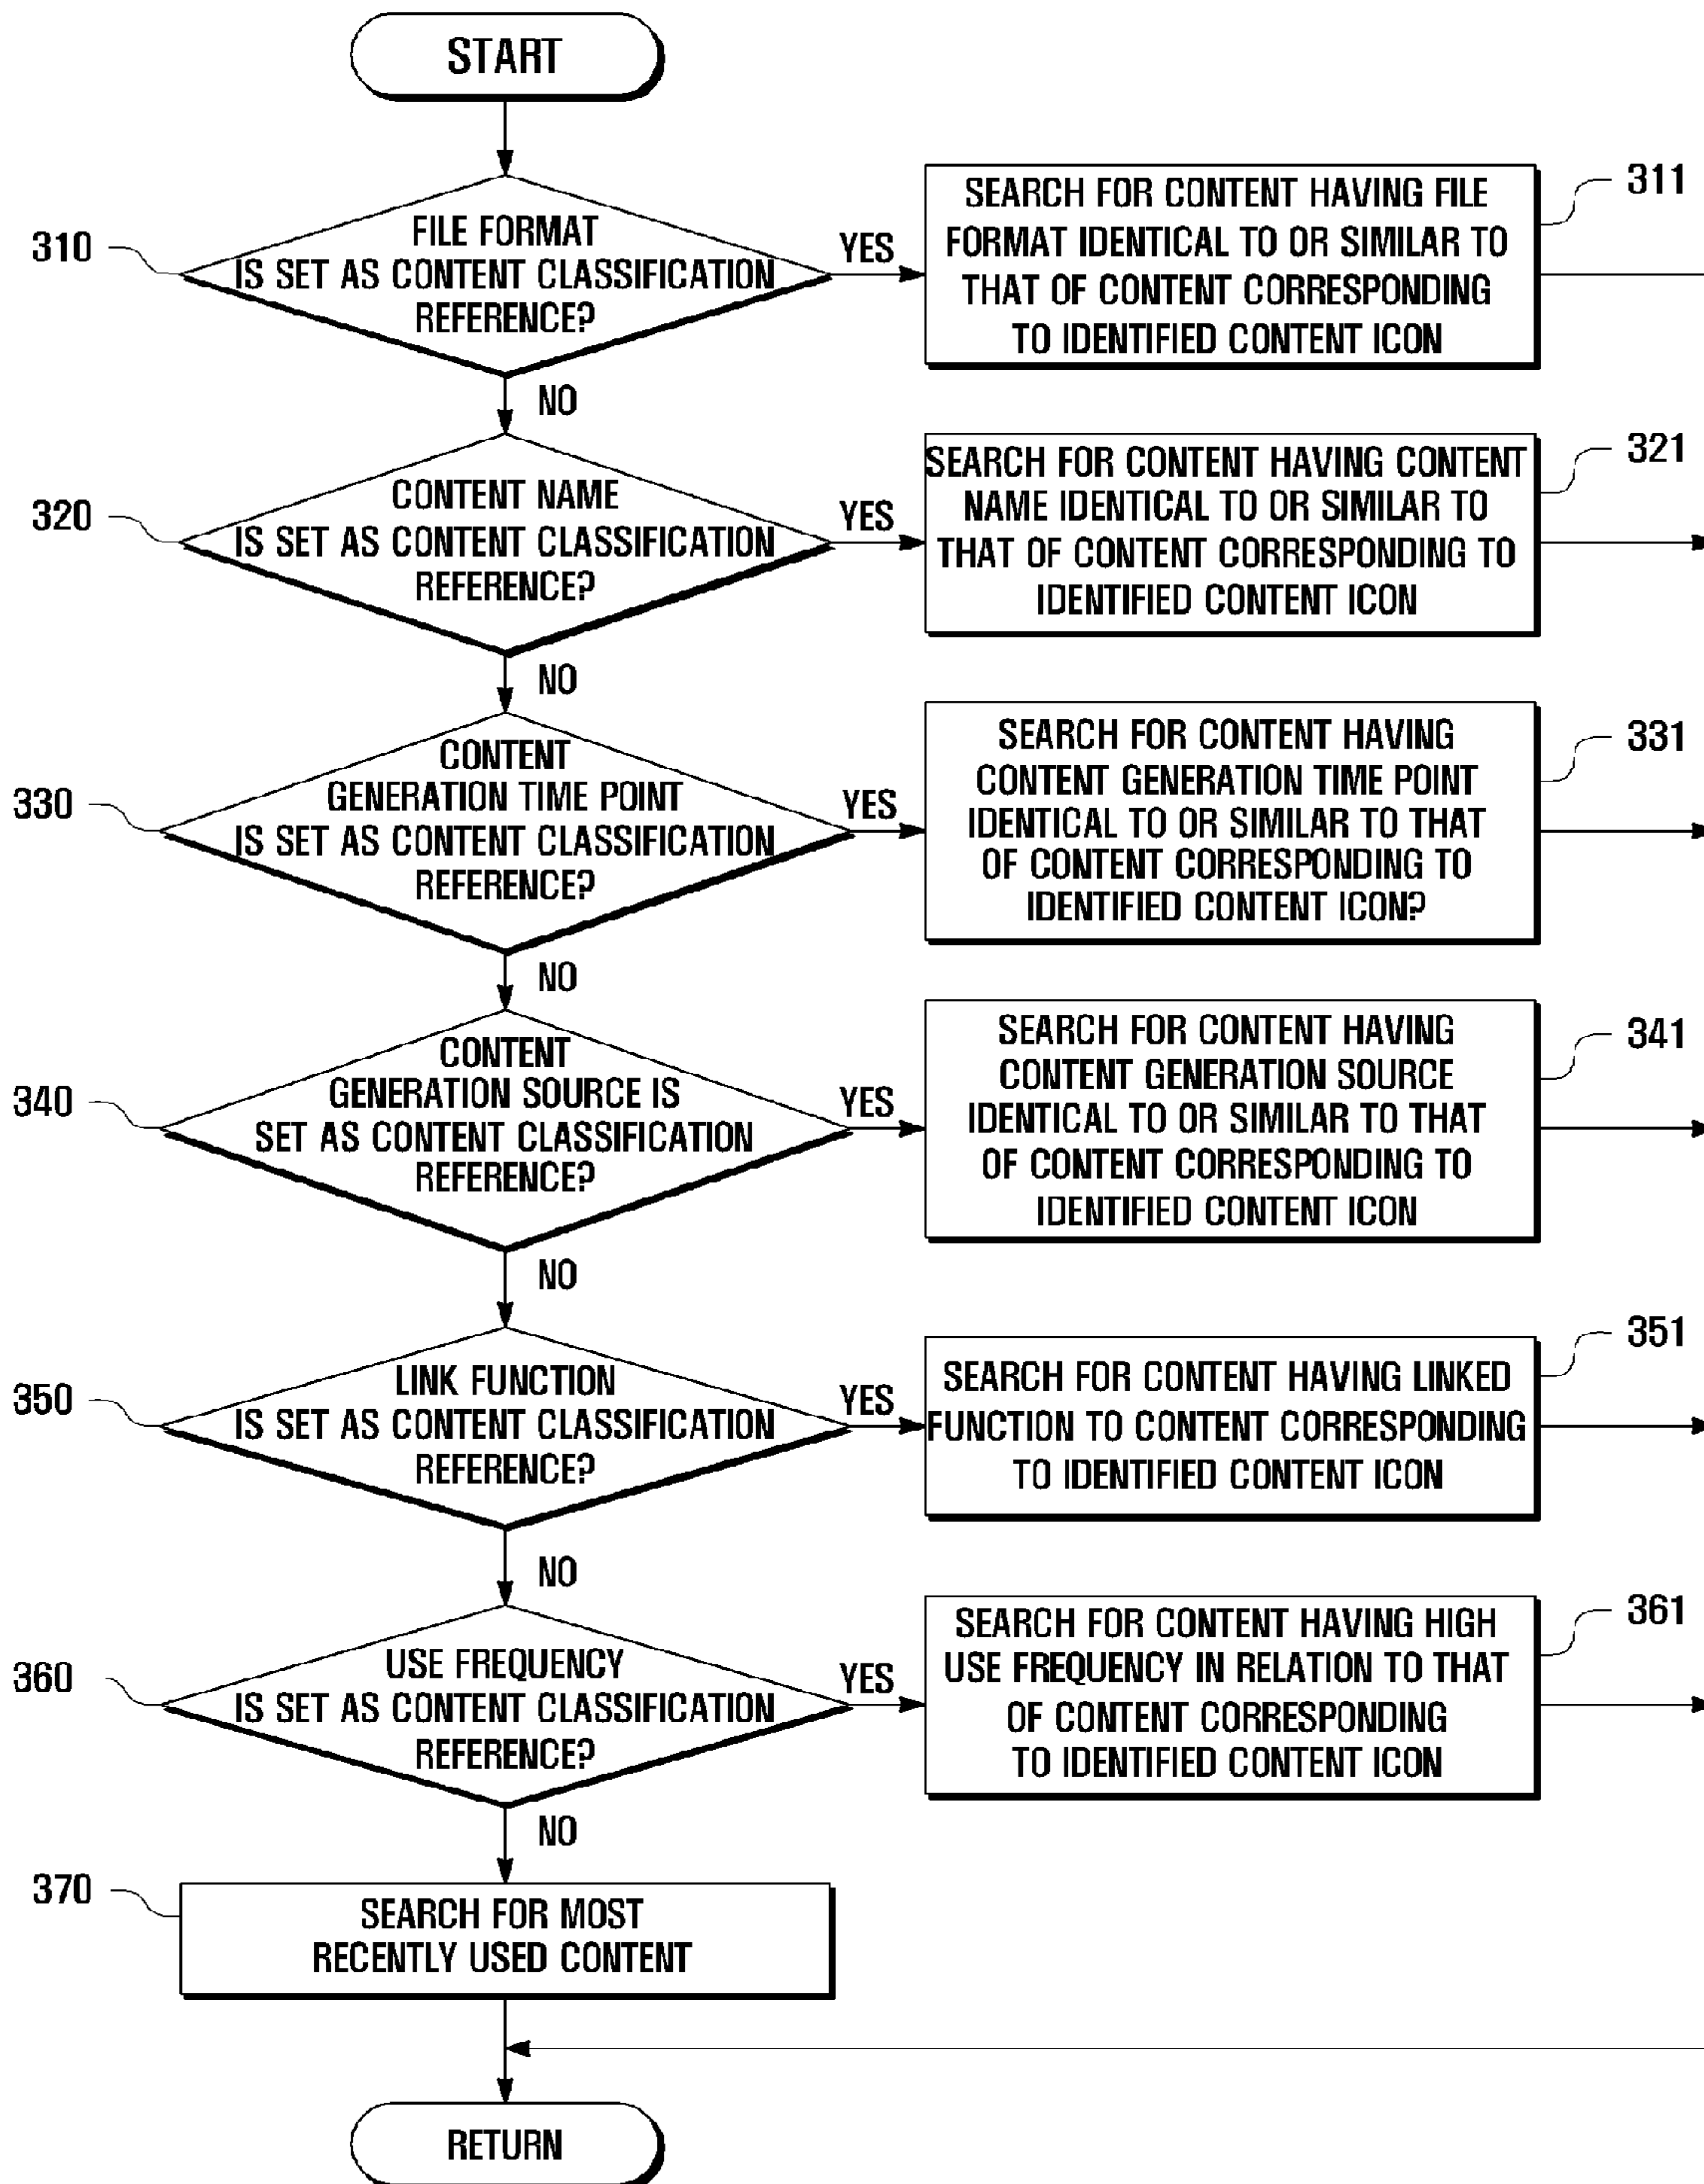 START
310
FILE FORMAT
IS SET AS CONTENT CLASSIFICATION
REFERENCE?
YES
SEARCH FOR CONTENT HAVING FILE
FORMAT IDENTICAL TO OR SIMILAR TO
THAT OF CONTENT CORRESPONDING
TO IDENTIFIED CONTENT ICON
311
NO
320
CONTENT NAME
IS SET AS CONTENT CLASSIFICATION
REFERENCE?
YES
SEARCH FOR CONTENT HAVING CONTENT
NAME IDENTICAL TO OR SIMILAR TO
THAT OF CONTENT CORRESPONDING TO
IDENTIFIED CONTENT ICON
321
NO
330
CONTENT
GENERATION TIME POINT
IS SET AS CONTENT CLASSIFICATION
REFERENCE?
YES
SEARCH FOR CONTENT HAVING
CONTENT GENERATION TIME POINT
IDENTICAL TO OR SIMILAR TO THAT
OF CONTENT CORRESPONDING TO
IDENTIFIED CONTENT ICON?
331
NO
340
CONTENT
GENERATION SOURCE IS
SET AS CONTENT CLASSIFICATION
REFERENCE?
YES
SEARCH FOR CONTENT HAVING
CONTENT GENERATION SOURCE
IDENTICAL TO OR SIMILAR TO THAT
OF CONTENT CORRESPONDING TO
IDENTIFIED CONTENT ICON
341
NO
350
LINK FUNCTION
IS SET AS CONTENT CLASSIFICATION
REFERENCE?
YES
SEARCH FOR CONTENT HAVING LINKED
FUNCTION TO CONTENT CORRESPONDING
TO IDENTIFIED CONTENT ICON
351
NO
360
USE FREQUENCY
IS SET AS CONTENT CLASSIFICATION
REFERENCE?
YES
SEARCH FOR CONTENT HAVING HIGH
USE FREQUENCY IN RELATION TO THAT
OF CONTENT CORRESPONDING
TO IDENTIFIED CONTENT ICON
361
NO
370
SEARCH FOR MOST
RECENTLY USED CONTENT
RETURN